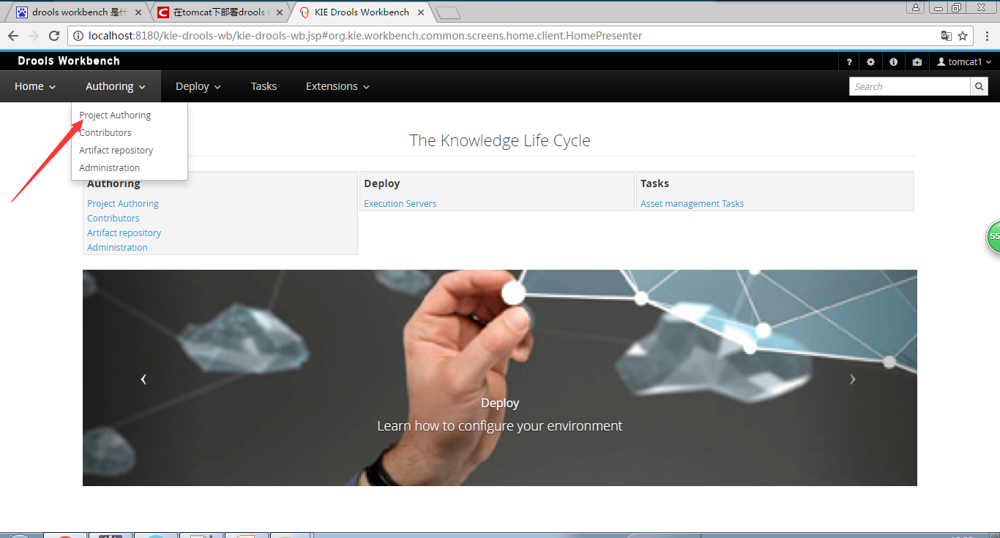 drools workbench 是什
在tomcat下部署drools
KIE Drools Workbench
localhost:8180/kie-drools-wb/kie-drools-wb.jsp#org.kie.workbench.common.screens.home.client.HomePresenter
Drools Workbench
? tomcat1
Home Authoring Deploy Tasks Extensions Search
Project Authoring
Contributors
Artifact repository
Administration
The Knowledge Life Cycle
Authoring
Project Authoring
Contributors
Artifact repository
Administration
Deploy
Execution Servers
Tasks
Asset management Tasks
55
Deploy
Learn how to configure your environment